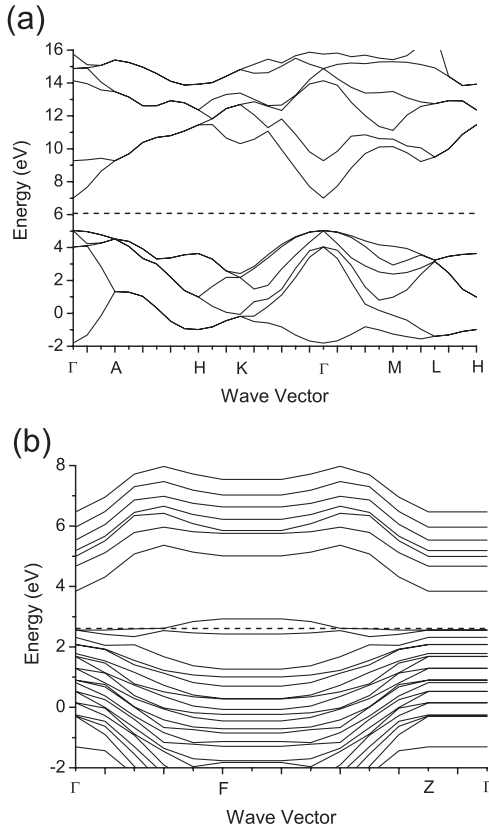 (a)
16
14
12
10
8
6
4
2
0
-2
Energy (eV)
Γ A H K Γ M L H
Wave Vector
(b)
8
6
4
2
0
-2
Energy (eV)
Γ F Z Γ
Wave Vector